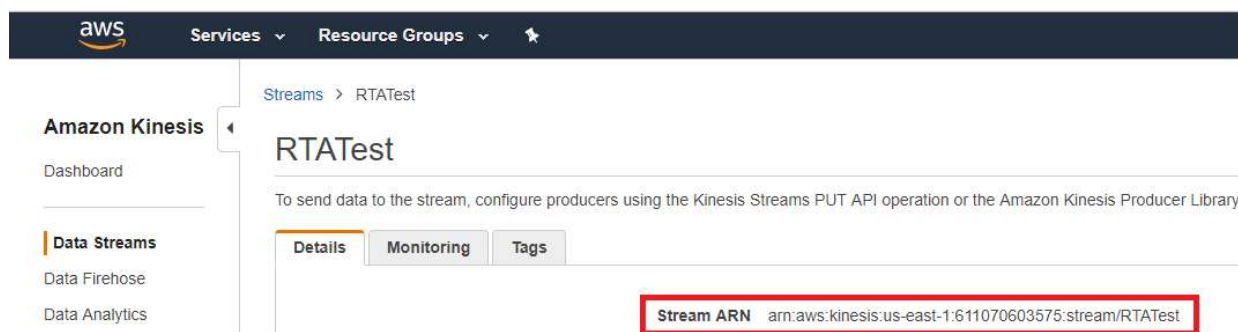 aws Services Resource Groups
Streams > RTATest
Amazon Kinesis
RTATest
Dashboard
To send data to the stream, configure producers using the Kinesis Streams PUT API operation or the Amazon Kinesis Producer Library
Data Streams
Details Monitoring Tags
Data Firehose
Data Analytics
Stream ARN arn:aws:kinesis:us-east-1:611070603575:stream/RTATest